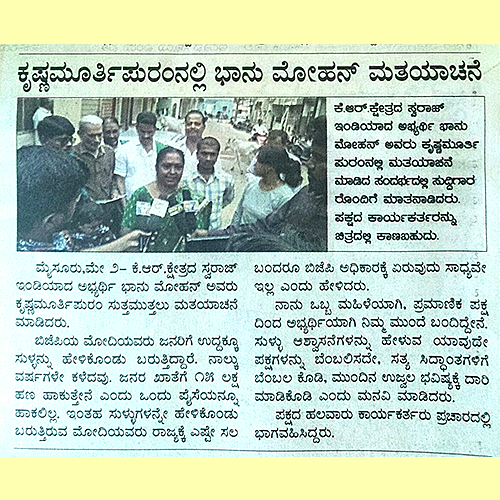 ಕೃಷ್ಣಮೂರ್ತಿಪುರಂನಲ್ಲಿ ಭಾನು ಮೋಹನ್ ಮತಯಾಚನೆ
ಕೆ.ಆರ್.ಕ್ಷೇತ್ರದ ಸ್ವರಾಜ್
ಇಂಡಿಯಾದ ಅಭ್ಯರ್ಥಿ ಭಾನು
ಮೋಹನ್ ಅವರು ಕೃಷ್ಣಮೂರ್ತಿ
ಪುರಂನಲ್ಲಿ ಮತಯಾಚನೆ
ಮಾಡಿದ ಸಂದರ್ಭದಲ್ಲಿ ಸುದ್ದಿಗಾರ
ರೊಂದಿಗೆ ಮಾತನಾಡಿದರು.
ಪಕ್ಷದ ಕಾರ್ಯಕರ್ತರನ್ನು
ಚಿತ್ರದಲ್ಲಿ ಕಾಣಬಹುದು.
ಮೈಸೂರು,ಮೇ ೨– ಕೆ.ಆರ್.ಕ್ಷೇತ್ರದ ಸ್ವರಾಜ್
ಇಂಡಿಯಾದ ಅಭ್ಯರ್ಥಿ ಭಾನು ಮೋಹನ್ ಅವರು
ಕೃಷ್ಣಮೂರ್ತಿಪುರಂ ಸುತ್ತಮುತ್ತಲು ಮತಯಾಚನೆ
ಮಾಡಿದರು.
ಬಿಜೆಪಿಯ ಮೋದಿಯವರು ಜನರಿಗೆ ಉದ್ದಕ್ಕೂ
ಸುಳ್ಳನ್ನು ಹೇಳಿಕೊಂಡು ಬರುತ್ತಿದ್ದಾರೆ. ನಾಲ್ಕು
ವರ್ಷಗಳೇ ಕಳೆದವು. ಜನರ ಖಾತೆಗೆ ೧೫ ಲಕ್ಷ
ಹಣ ಹಾಕುತ್ತೇನೆ ಎಂದು ಒಂದು ಪೈಸೆಯನ್ನೂ
ಹಾಕಲಿಲ್ಲ. ಇಂತಹ ಸುಳ್ಳುಗಳನ್ನೇ ಹೇಳಿಕೊಂಡು
ಬರುತ್ತಿರುವ ಮೋದಿಯವರು ರಾಜ್ಯಕ್ಕೆ ಎಷ್ಟೇ ಸಲ
ಬಂದರೂ ಬಿಜೆಪಿ ಅಧಿಕಾರಕ್ಕೆ ಏರುವುದು ಸಾಧ್ಯವೇ
ಇಲ್ಲ ಎಂದು ಹೇಳಿದರು.
ನಾನು ಒಬ್ಬ ಮಹಿಳೆಯಾಗಿ, ಪ್ರಮಾಣಿಕ ಪಕ್ಷ
ದಿಂದ ಅಭ್ಯರ್ಥಿಯಾಗಿ ನಿಮ್ಮ ಮುಂದೆ ಬಂದಿದ್ದೇನೆ.
ಸುಳ್ಳು ಆಶ್ವಾಸನೆಗಳನ್ನು ಹೇಳುವ ಯಾವುದೇ
ಪಕ್ಷಗಳನ್ನು ಬೆಂಬಲಿಸದೇ, ಸತ್ಯ ಸಿದ್ಧಾಂತಗಳಿಗೆ
ಬೆಂಬಲ ಕೊಡಿ, ಮುಂದಿನ ಉಜ್ವಲ ಭವಿಷ್ಯಕ್ಕೆ ದಾರಿ
ಮಾಡಿಕೊಡಿ ಎಂದು ಮನವಿ ಮಾಡಿದರು.
ಪಕ್ಷದ ಹಲವಾರು ಕಾರ್ಯಕರ್ತರು ಪ್ರಚಾರದಲ್ಲಿ
ಭಾಗವಹಿಸಿದ್ದರು.